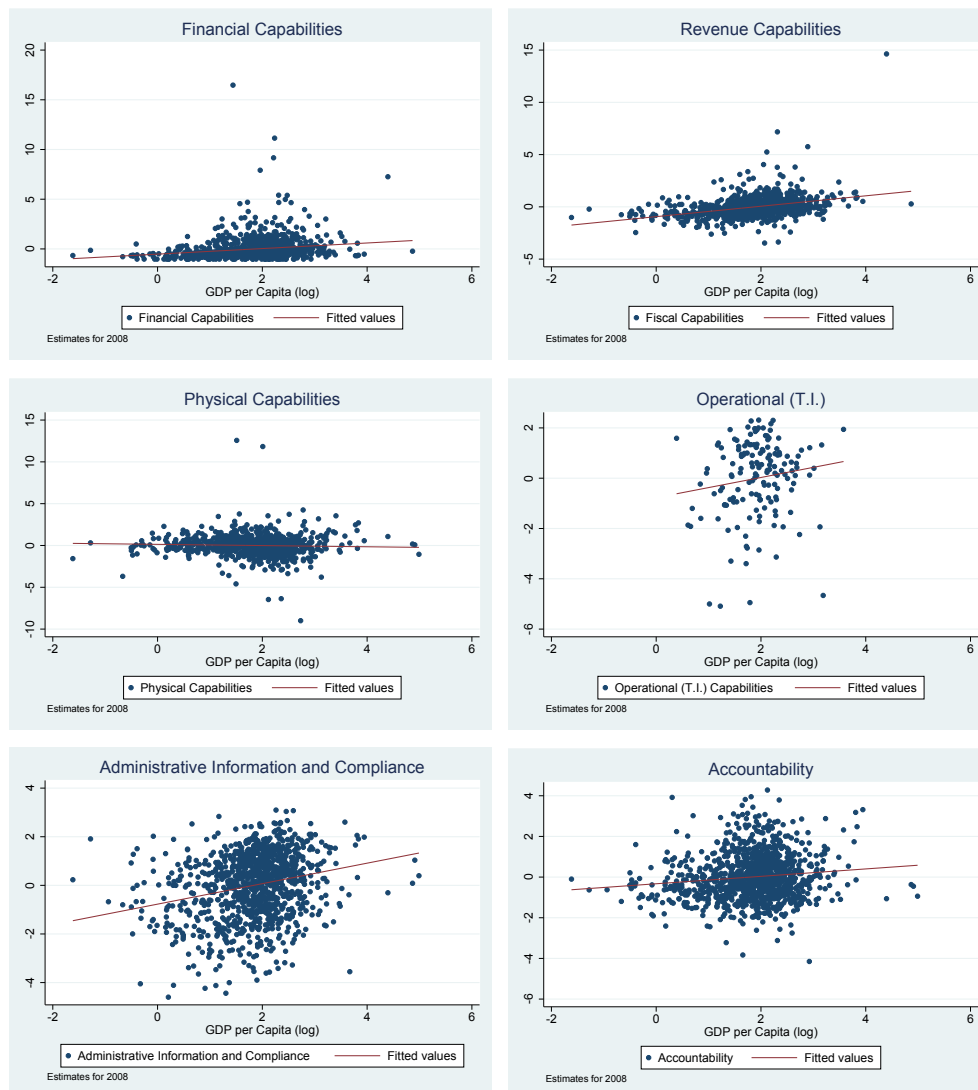 Financial Capabilities
20
15
10
5
0
-2
0
2
4
6
GDP per Capita (log)
Financial Capabilities
Fitted values
Estimates for 2008
Revenue Capabilities
15
10
5
0
-5
-2
0
2
4
6
GDP per Capita (log)
Fiscal Capabilities
Fitted values
Estimates for 2008
Physical Capabilities
15
10
5
0
-5
-10
-2
0
2
4
6
GDP per Capita (log)
Physical Capabilities
Fitted values
Estimates for 2008
Operational (T.I.)
2
0
-2
-4
-6
-2
0
2
4
6
GDP per Capita (log)
Operational (T.I.) Capabilities
Fitted values
Estimates for 2008
Administrative Information and Compliance
4
2
0
-2
-4
-2
0
2
4
6
GDP per Capita (log)
Administrative Information and Compliance
Fitted values
Estimates for 2008
Accountability
4
2
0
-2
-4
-6
-2
0
2
4
6
GDP per Capita (log)
Accountability
Fitted values
Estimates for 2008